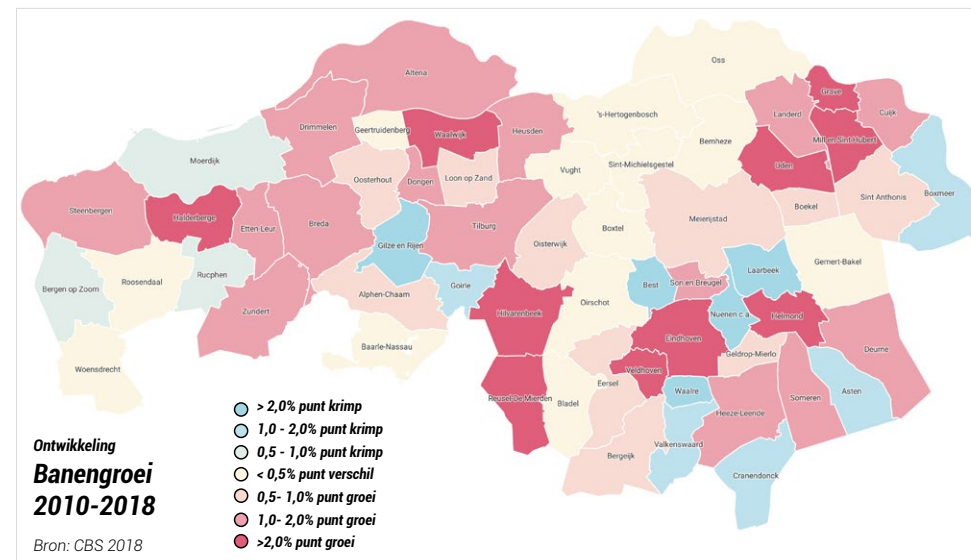 Oss
Altena
Grave
Landerd
Cuijk
's-Hertogenbosch
Drimmelen
Geertruidenberg
Waalwijk
Heusden
Bernheze
Mill en Sint Hubert
Moerdijk
Vught
Sint-Michielsgestel
Uden
Oosterhout
Dongen
Loon op Zand
Sint Anthonis
Boxmeer
Steenbergen
Halderberge
Etten-Leur
Breda
Tilburg
Meierijstad
Boekel
Gilze en Rijen
Oisterwijk
Boxtel
Gemert-Bakel
Bergen op Zoom
Roosendaal
Rucphen
Goirle
Best
Son en Breugel
Laarbeek
Alphen-Chaam
Zundert
Hilvarenbeek
Oirschot
Nuenen c.a.
Helmond
Baarle-Nassau
Eindhoven
Deurne
Woensdrecht
Geldrop-Mierlo
Veldhoven
Eersel
Reusel-De Mierden
Bladel
Waalre
Heeze-Leende
Someren
Asten
Valkenswaard
Bergeijk
Cranendonck
Ontwikkeling
Banengroei
2010-2018
Bron: CBS 2018
> 2,0% punt krimp
1,0 - 2,0% punt krimp
0,5 - 1,0% punt krimp
< 0,5% punt verschil
0,5- 1,0% punt groei
1,0- 2,0% punt groei
>2,0% punt groei